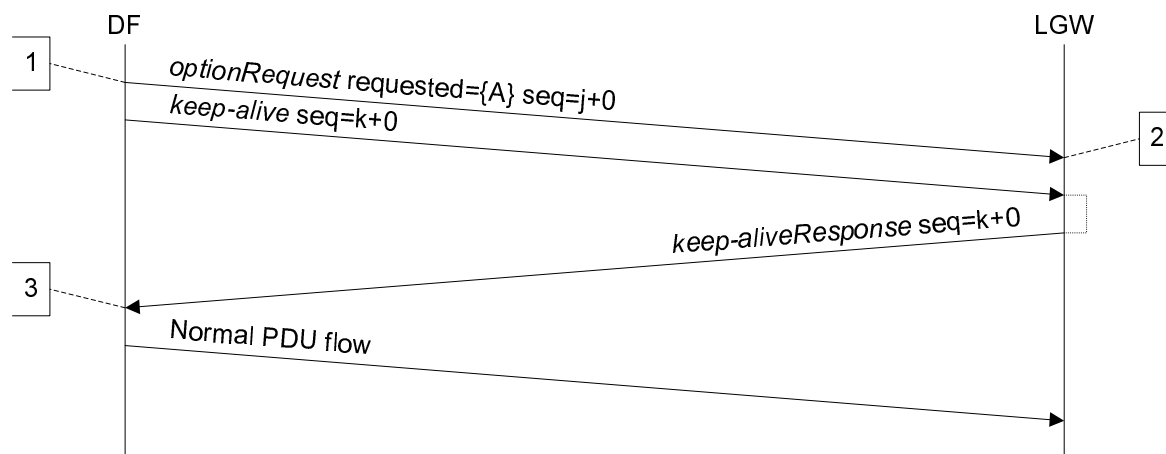 DF
LGW
1
optionRequest requested={A} seq=j+0
keep-alive seq=k+0
2
keep-aliveResponse seq=k+0
3
Normal PDU flow